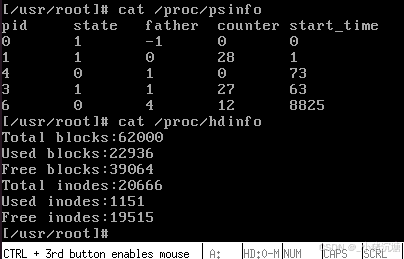 [/usr/root]# cat /proc/psinfo
pid state father counter start_time
0 1 -1 0 0
1 1 0 28 1
4 0 1 0 73
3 1 1 27 63
6 0 4 12 8825
[/usr/root]# cat /proc/hdinfo
Total blocks:62000
Used blocks:22936
Free blocks:39064
Total inodes:20666
Used inodes:1151
Free inodes:19515
[/usr/root]#
CTRL + 3rd button enables mouse A: HD:0-M NUM CAPS SCRL